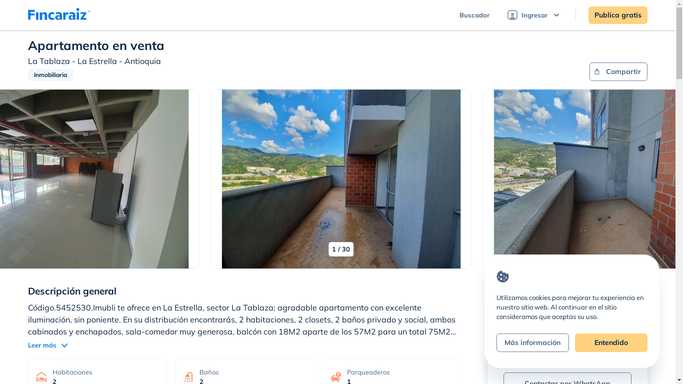 Fincaraiz
Buscador
Ingresar
Publica gratis
Apartamento en venta
La Tablaza - La Estrella - Antioquia
Inmobiliaria
Compartir
1 / 30
Descripción general
Código.5452530.Imubli te ofrece en La Estrella, sector La Tablaza; agradable apartamento con excelente
iluminación, sin poniente. En su distribución encontrarás, 2 habitaciones, 2 closets, 2 baños privado y social, ambos
cabinados y enchapados, sala-comedor muy generosa, balcón con 18M2 aparte de los 57M2 para un total 75M2...
Leer más
Habitaciones
2
Baños
2
Parqueaderos
1
Utilizamos cookies para mejorar tu experiencia en
nuestro sitio web. Al continuar en el sitio
consideramos que aceptas su uso.
Más información
Entendido
Contactar por WhatsApp